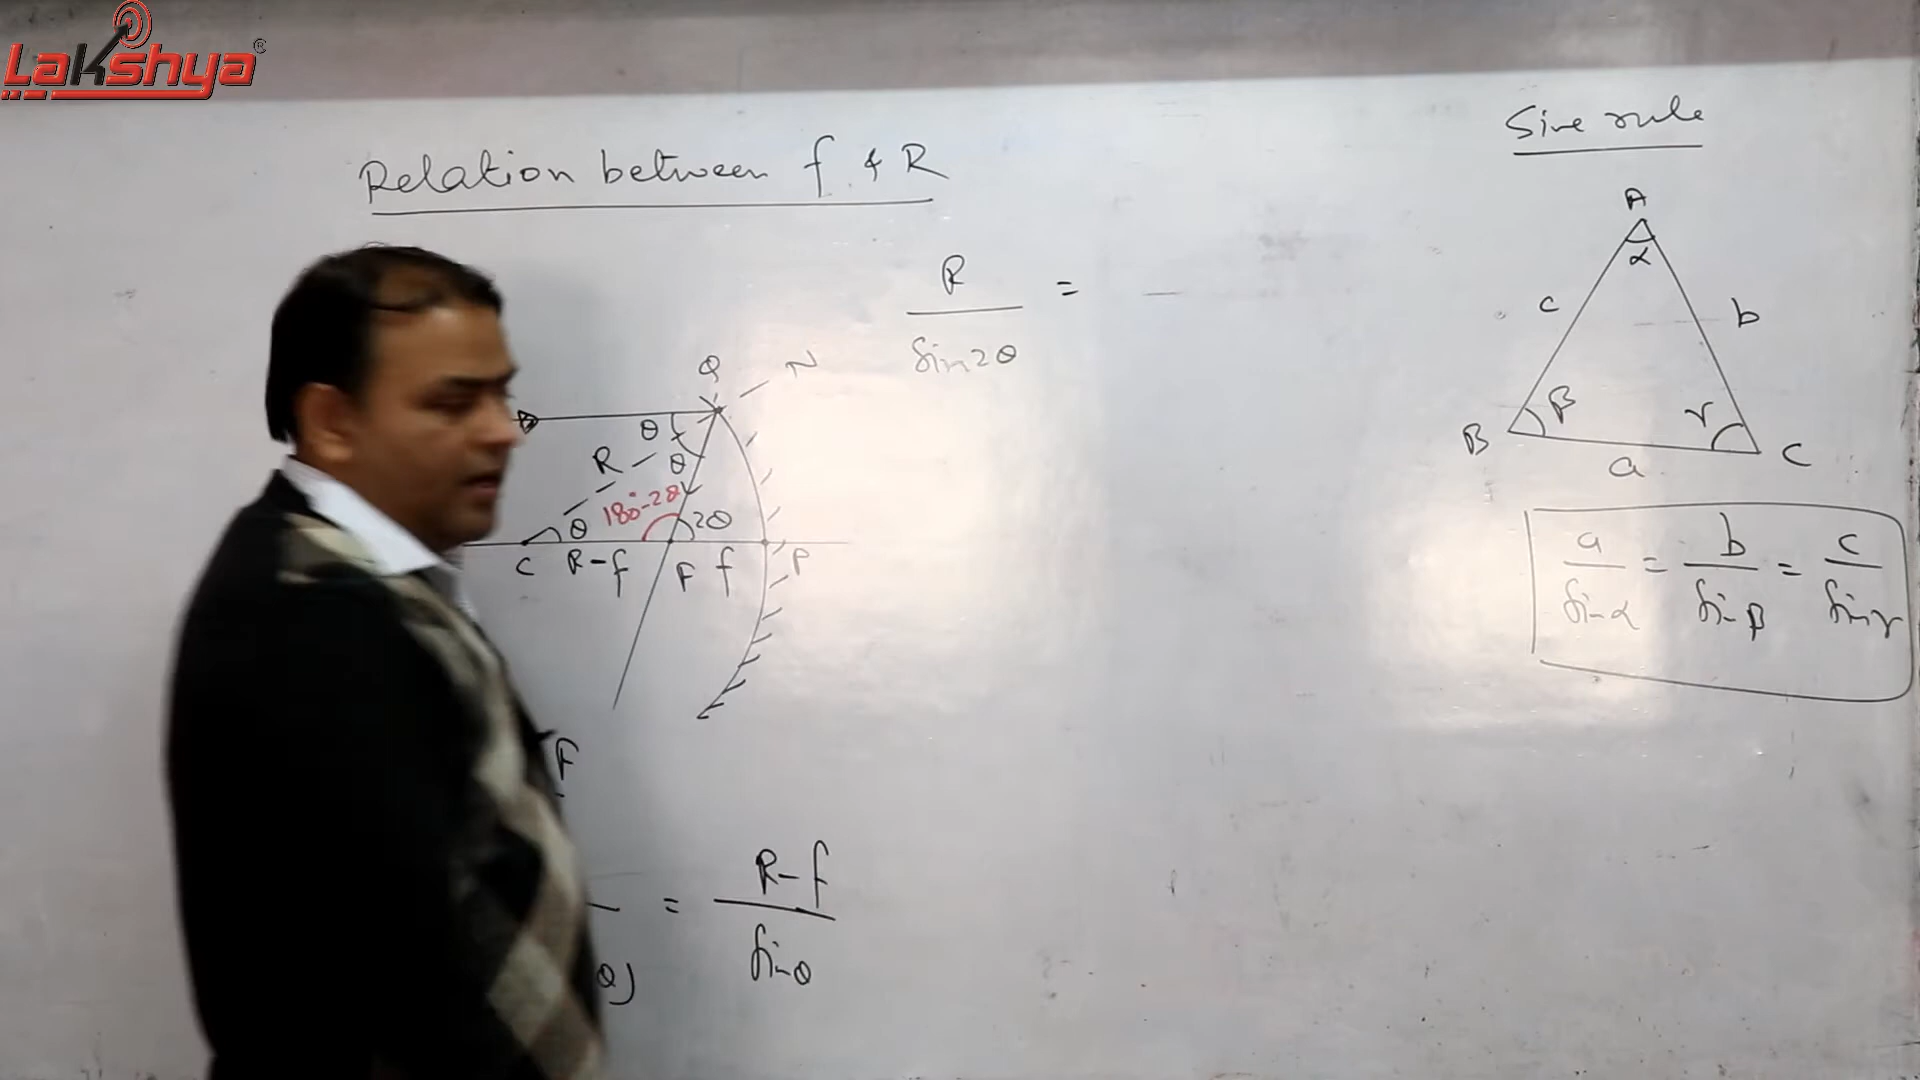 Lakshya®
Relation between f & R
Sine rule
R
sin2θ
=
A
α
c
b
B
β
γ
C
a
a/sinα = b/sinβ = c/sinγ
Q
N
θ
R
θ
180°-2θ
θ
2θ
C
R-f
F
f
P
F
= R-f/sinθ
θ)